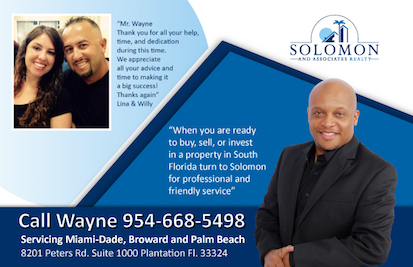 "Mr. Wayne
Thank you for all your help,
time, and dedication
during this time.
We appreciate
all your advice and
time to making it
a big success!
Thanks again"
Lina & Willy
SOLOMON
AND ASSOCIATES REALTY
"When you are ready
to buy, sell, or invest
in a property in South
Florida turn to Solomon
for professional and
friendly service"
Call Wayne 954-668-5498
Servicing Miami-Dade, Broward and Palm Beach
8201 Peters Rd. Suite 1000 Plantation Fl. 33324